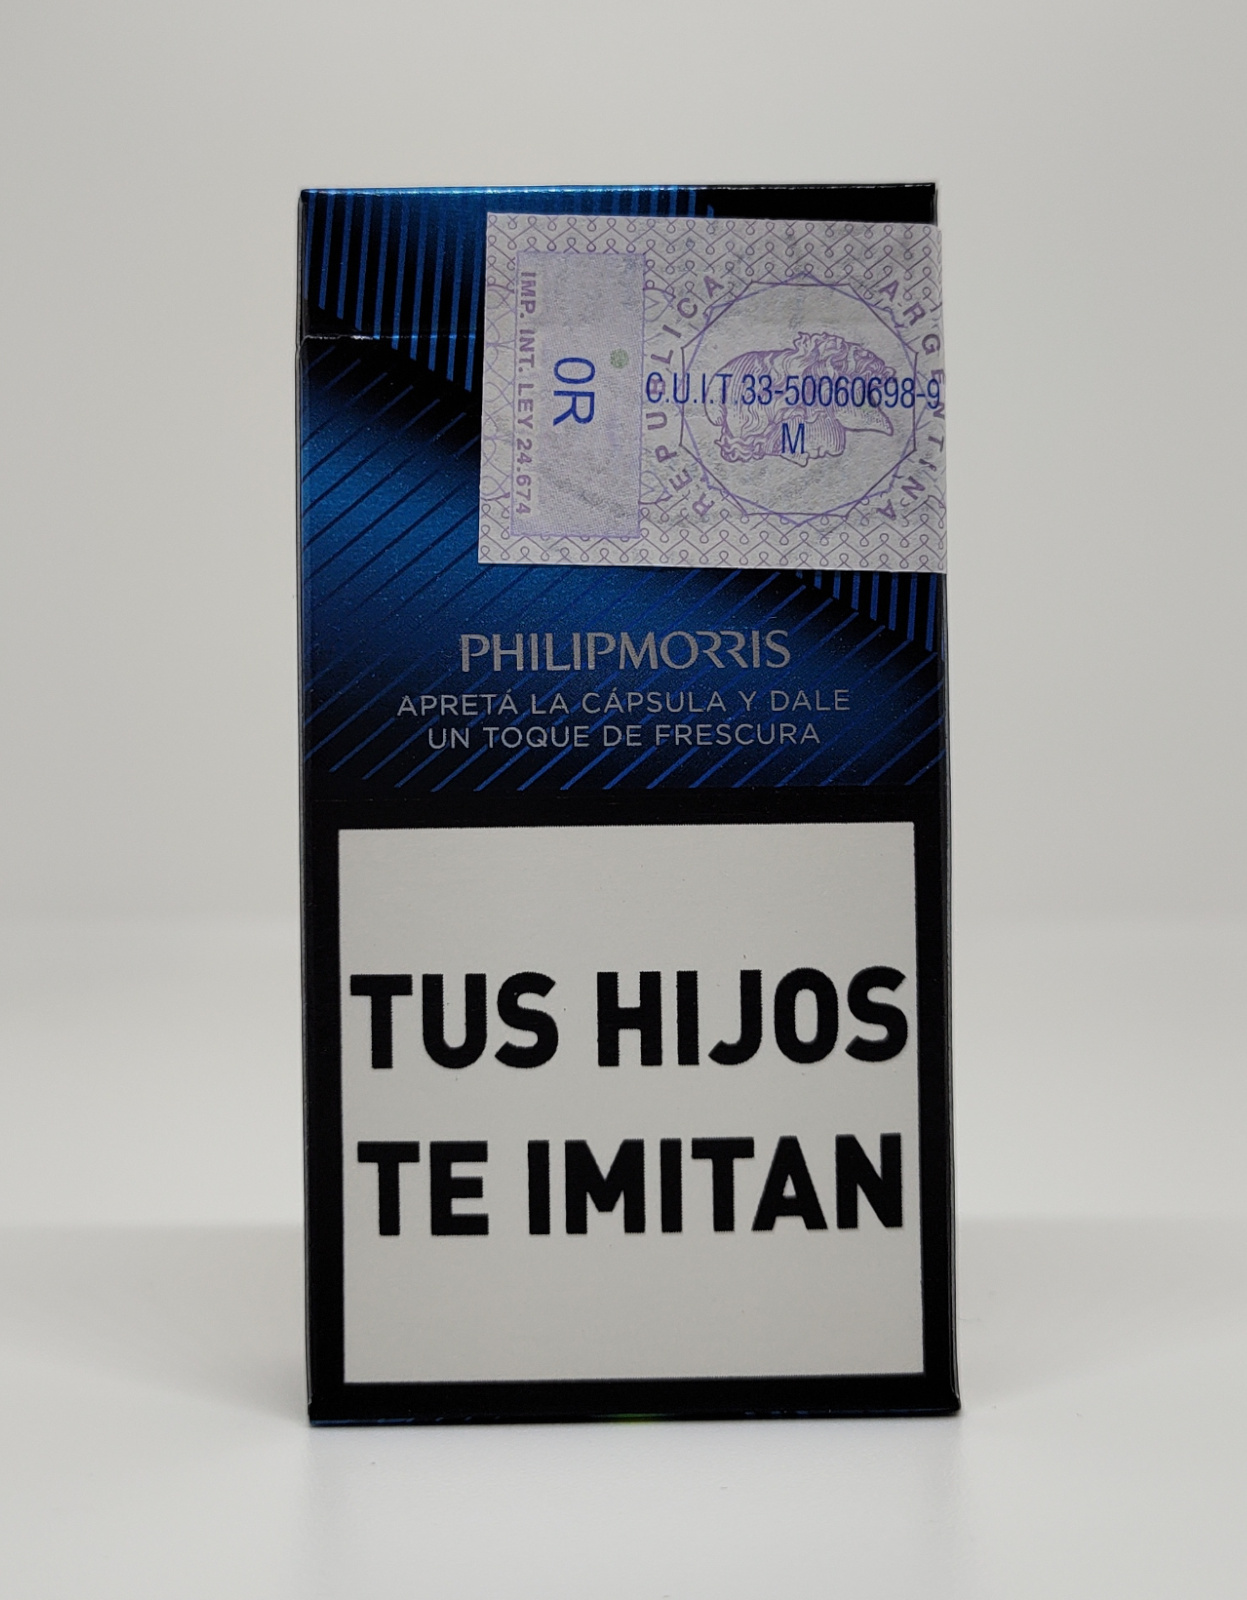 REPUBLICA ARGENTINA
IMP. INT. LEY 24.674
0R
C.U.I.T.33-50060698-9
M
PHILIPMORRIS
APRETÁ LA CÁPSULA Y DALE
UN TOQUE DE FRESCURA
TUS HIJOS
TE IMITAN